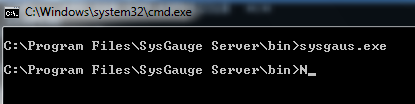 C:\Windows\system32\cmd.exe
C:\Program Files\SysGauge Server\bin>sysgaus.exe
C:\Program Files\SysGauge Server\bin>N_